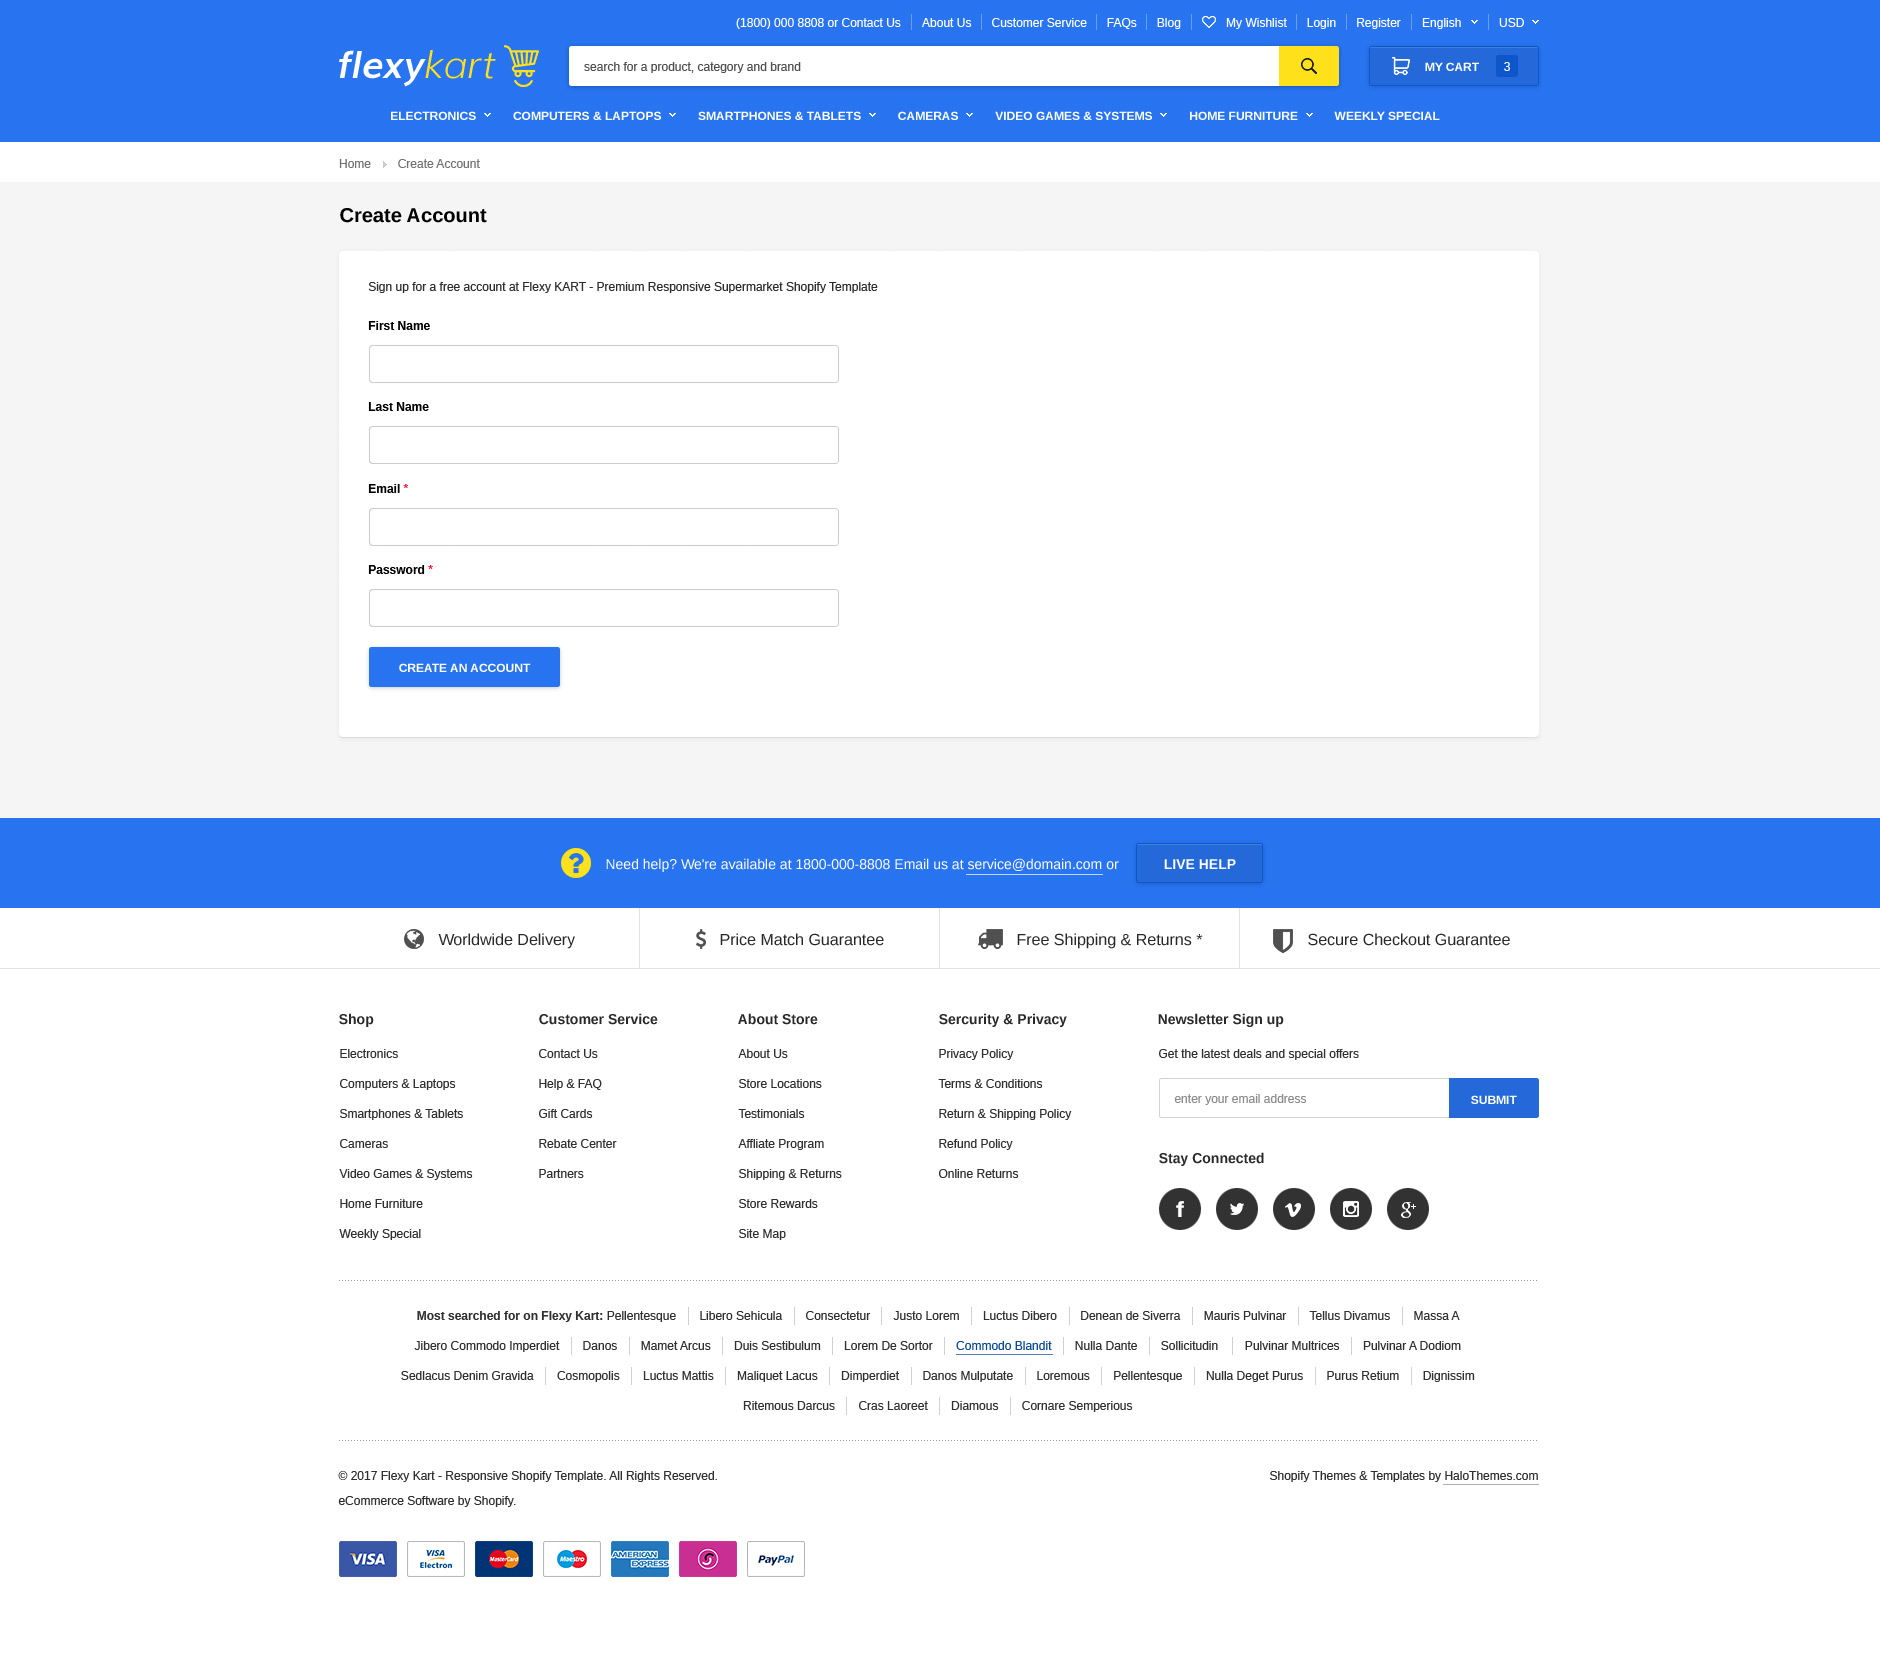 (1800) 000 8808 or Contact Us About Us Customer Service FAQs Blog My Wishlist Login Register English USD
flexykart search for a product, category and brand MY CART 3
ELECTRONICS COMPUTERS & LAPTOPS SMARTPHONES & TABLETS CAMERAS VIDEO GAMES & SYSTEMS HOME FURNITURE WEEKLY SPECIAL
Home Create Account
Create Account
Sign up for a free account at Flexy KART - Premium Responsive Supermarket Shopify Template
First Name
Last Name
Email *
Password *
CREATE AN ACCOUNT
? Need help? We're available at 1800-000-8808 Email us at service@domain.com or LIVE HELP
Worldwide Delivery $ Price Match Guarantee Free Shipping & Returns * Secure Checkout Guarantee
Shop
Electronics
Computers & Laptops
Smartphones & Tablets
Cameras
Video Games & Systems
Home Furniture
Weekly Special
Customer Service
Contact Us
Help & FAQ
Gift Cards
Rebate Center
Partners
About Store
About Us
Store Locations
Testimonials
Affliate Program
Shipping & Returns
Store Rewards
Site Map
Sercurity & Privacy
Privacy Policy
Terms & Conditions
Return & Shipping Policy
Refund Policy
Online Returns
Newsletter Sign up
Get the latest deals and special offers
enter your email address SUBMIT
Stay Connected
f g+
Most searched for on Flexy Kart: Pellentesque Libero Sehicula Consectetur Justo Lorem Luctus Dibero Denean de Siverra Mauris Pulvinar Tellus Divamus Massa A
Jibero Commodo Imperdiet Danos Mamet Arcus Duis Sestibulum Lorem De Sortor Commodo Blandit Nulla Dante Sollicitudin Pulvinar Multrices Pulvinar A Dodiom
Sedlacus Denim Gravida Cosmopolis Luctus Mattis Maliquet Lacus Dimperdiet Danos Mulputate Loremous Pellentesque Nulla Deget Purus Purus Retium Dignissim
Ritemous Darcus Cras Laoreet Diamous Cornare Semperious
© 2017 Flexy Kart - Responsive Shopify Template. All Rights Reserved. Shopify Themes & Templates by HaloThemes.com
eCommerce Software by Shopify.
VISA VISA Electron MasterCard Maestro AMERICAN EXPRESS PayPal